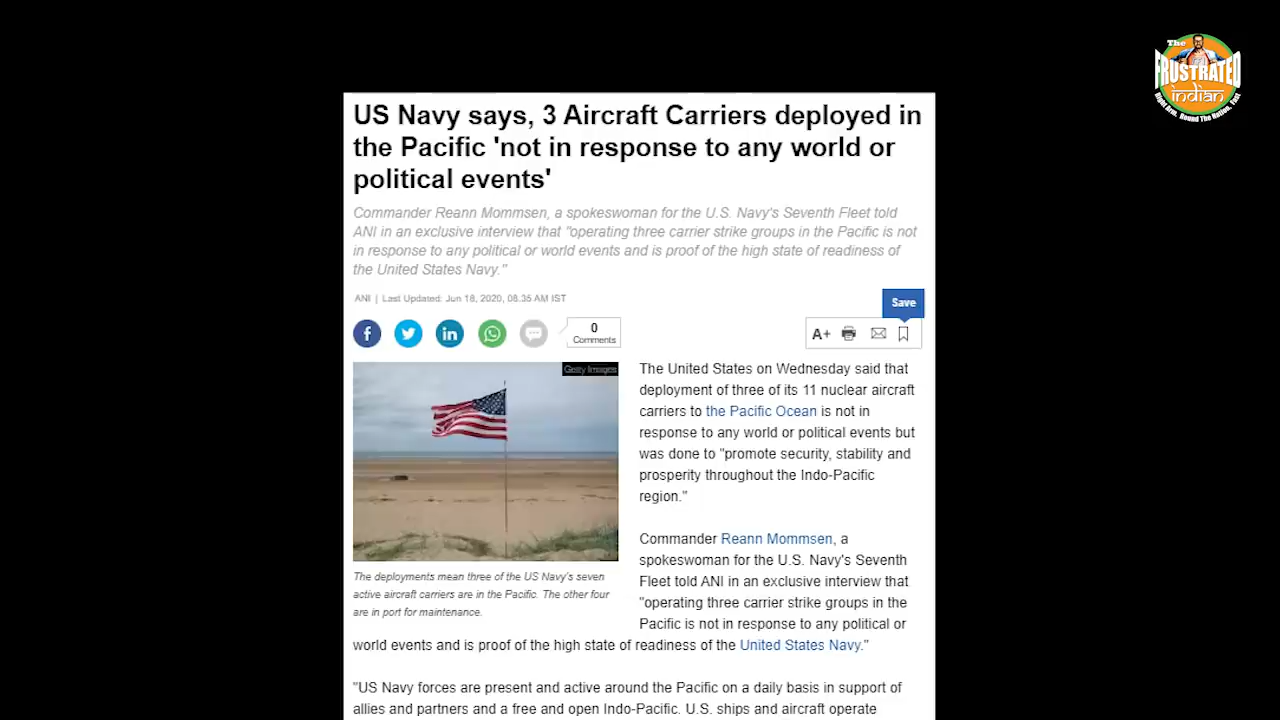 The
FRUSTRATED
indian
Right Arm. Round The Nation. Fast
US Navy says, 3 Aircraft Carriers deployed in
the Pacific 'not in response to any world or
political events'
Commander Reann Mommsen, a spokeswoman for the U.S. Navy's Seventh Fleet told
ANI in an exclusive interview that "operating three carrier strike groups in the Pacific is not
in response to any political or world events and is proof of the high state of readiness of
the United States Navy."
ANI | Last Updated: Jun 18, 2020, 08.35 AM IST
Save
0
Comments
A+
Getty Images
The deployments mean three of the US Navy's seven
active aircraft carriers are in the Pacific. The other four
are in port for maintenance.
The United States on Wednesday said that
deployment of three of its 11 nuclear aircraft
carriers to the Pacific Ocean is not in
response to any world or political events but
was done to "promote security, stability and
prosperity throughout the Indo-Pacific
region."
Commander Reann Mommsen, a
spokeswoman for the U.S. Navy's Seventh
Fleet told ANI in an exclusive interview that
"operating three carrier strike groups in the
Pacific is not in response to any political or
world events and is proof of the high state of readiness of the United States Navy."
"US Navy forces are present and active around the Pacific on a daily basis in support of
allies and partners and a free and open Indo-Pacific. U.S. ships and aircraft operate